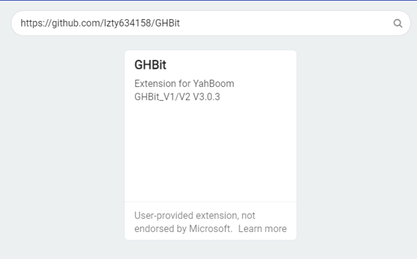 https://github.com/lzty634158/GHBit
GHBit
Extension for YahBoom
GHBit_V1/V2 V3.0.3
User-provided extension, not
endorsed by Microsoft. Learn more